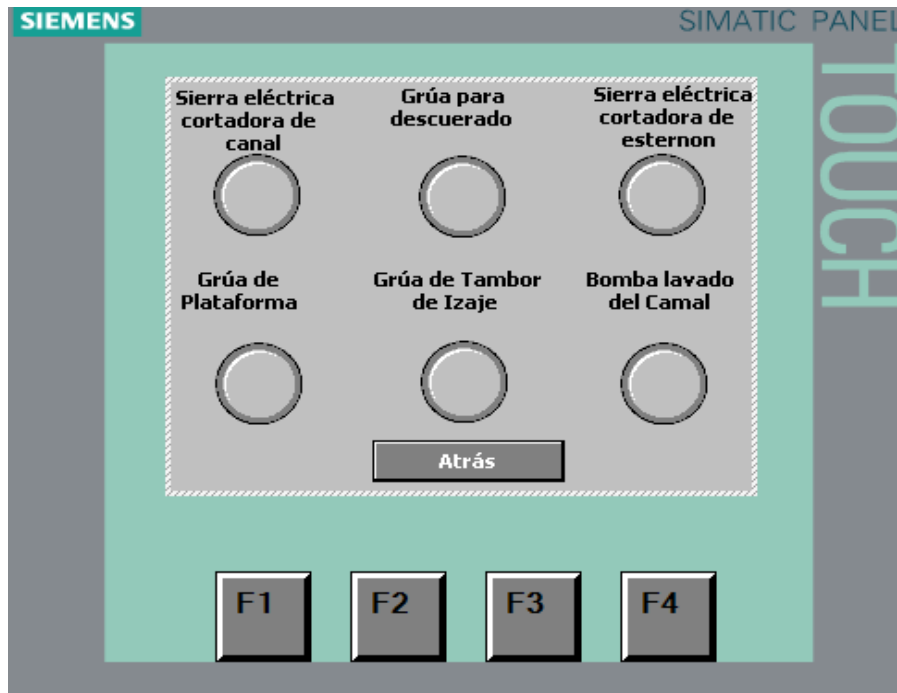 SIEMENS
SIMATIC PANEL
TOUCH
Sierra eléctrica
cortadora de
canal
Grúa para
descuerado
Sierra eléctrica
cortadora de
esternon
Grúa de
Plataforma
Grúa de Tambor
de Izaje
Bomba lavado
del Camal
Atrás
F1
F2
F3
F4